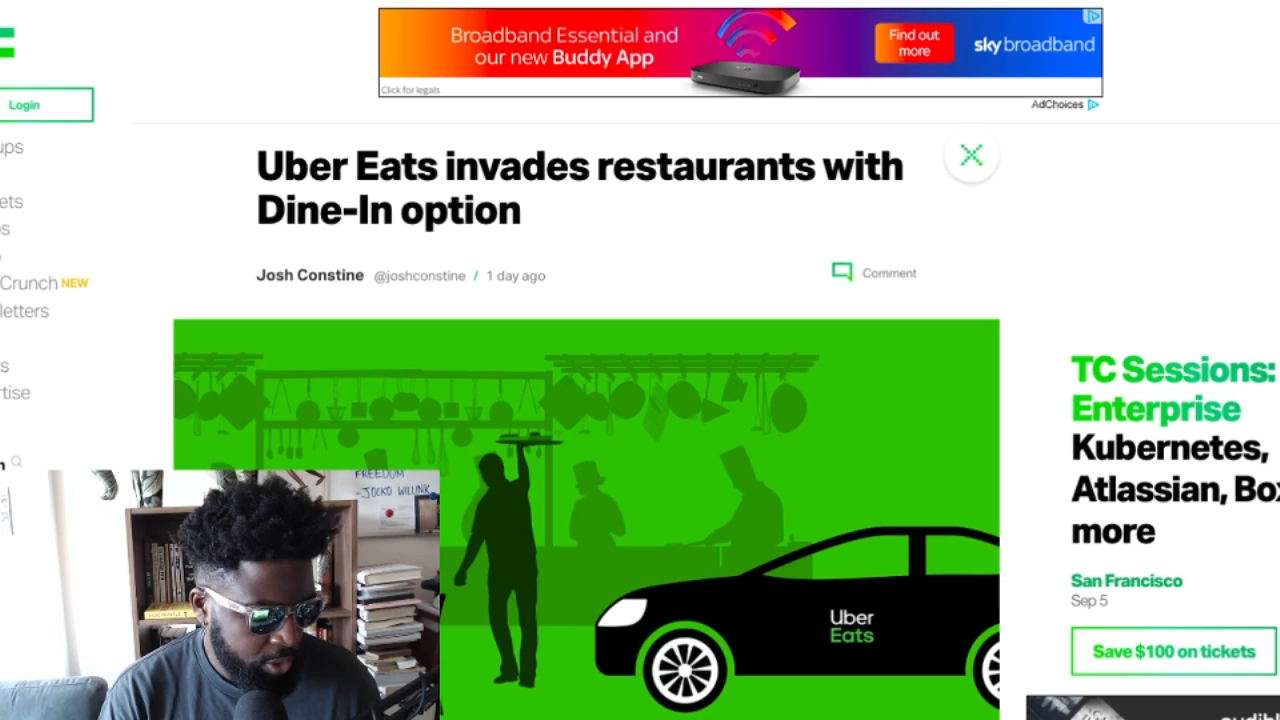 Broadband Essential and
our new Buddy App
Find out
more
sky broadband
Click for legals
AdChoices
Login
ups
ets
Crunch NEW
letters
tise
Uber Eats invades restaurants with
Dine-In option
Josh Constine @joshconstine / 1 day ago
Comment
FREEDOM
-JOCKO WILLINK
Uber
Eats
TC Sessions:
Enterprise
Kubernetes,
Atlassian, Box
more
San Francisco
Sep 5
Save $100 on tickets